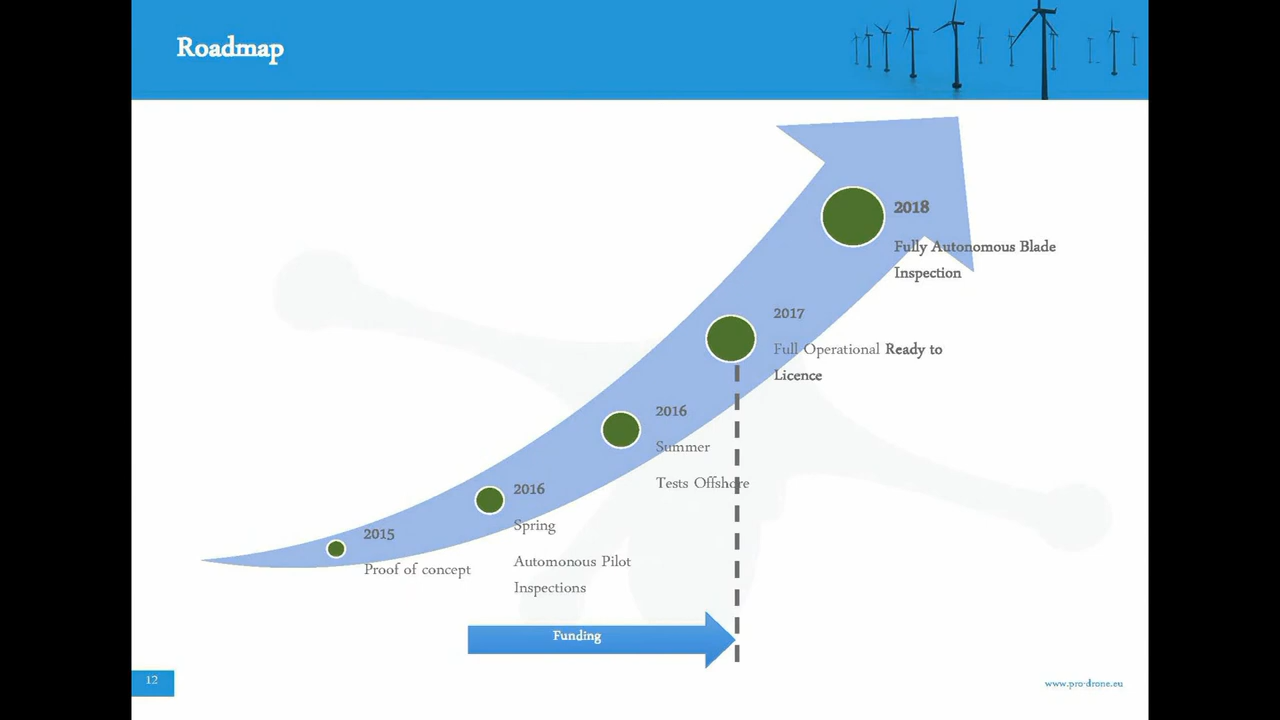 Roadmap
2018
Fully Autonomous Blade
Inspection
2017
Full Operational Ready to
Licence
2016
Summer
Tests Offshore
2016
Spring
Automonous Pilot
Inspections
2015
Proof of concept
Funding
12
www.pro-drone.eu